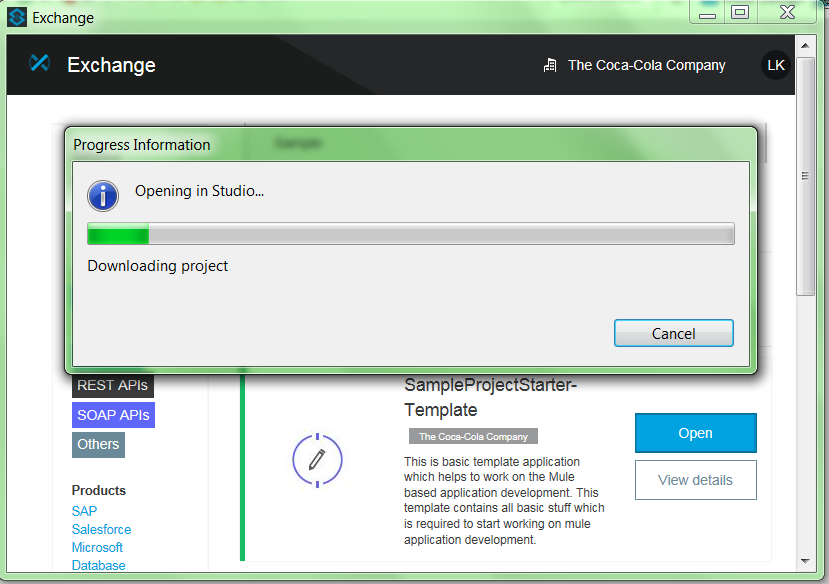 Exchange
Exchange
The Coca-Cola Company
LK
Progress Information
Sample
Opening in Studio...
Downloading project
Cancel
REST APIs
SOAP APIs
Others
Products
SAP
Salesforce
Microsoft
Database
SampleProjectStarter-
Template
The Coca-Cola Company
This is basic template application
which helps to work on the Mule
based application development. This
template contains all basic stuff which
is required to start working on mule
application development.
Open
View details